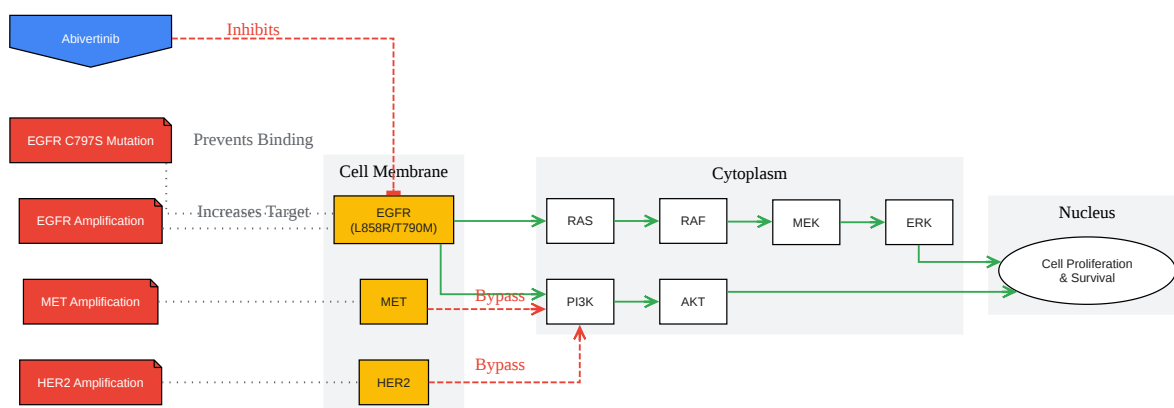 Abivertinib
Inhibits
EGFR C797S Mutation
Prevents Binding
Cell Membrane
Cytoplasm
EGFR Amplification
Increases Target
EGFR
(L858R/T790M)
RAS
RAF
MEK
ERK
Nucleus
Cell Proliferation
& Survival
MET Amplification
MET
Bypass
PI3K
AKT
HER2 Amplification
HER2
Bypass